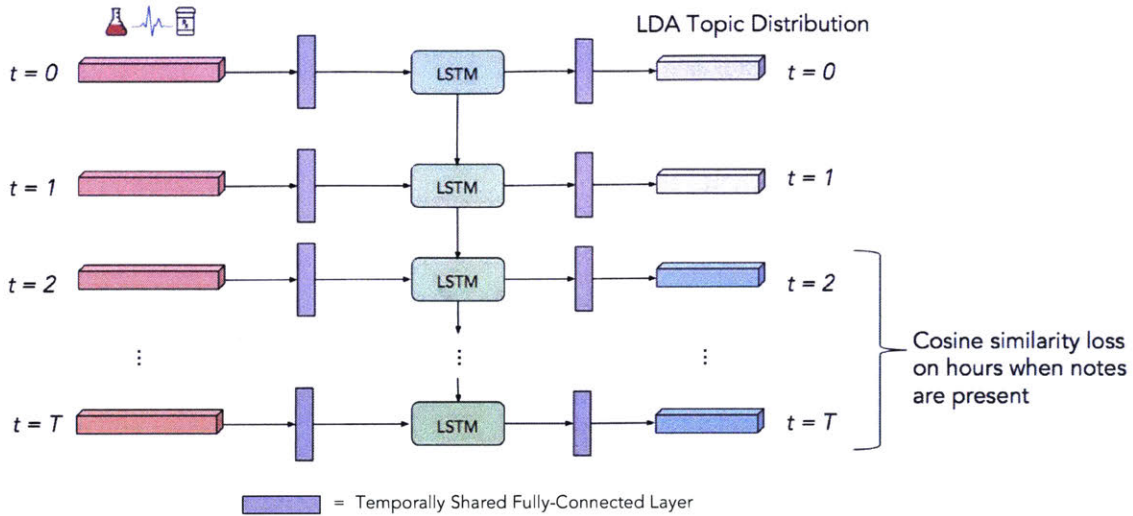 LDA Topic Distribution
t = 0 LSTM t = 0
t = 1 LSTM t = 1
t = 2 LSTM t = 2
Cosine similarity loss
on hours when notes
are present
⋮ ⋮ ⋮
t = T LSTM t = T
= Temporally Shared Fully-Connected Layer